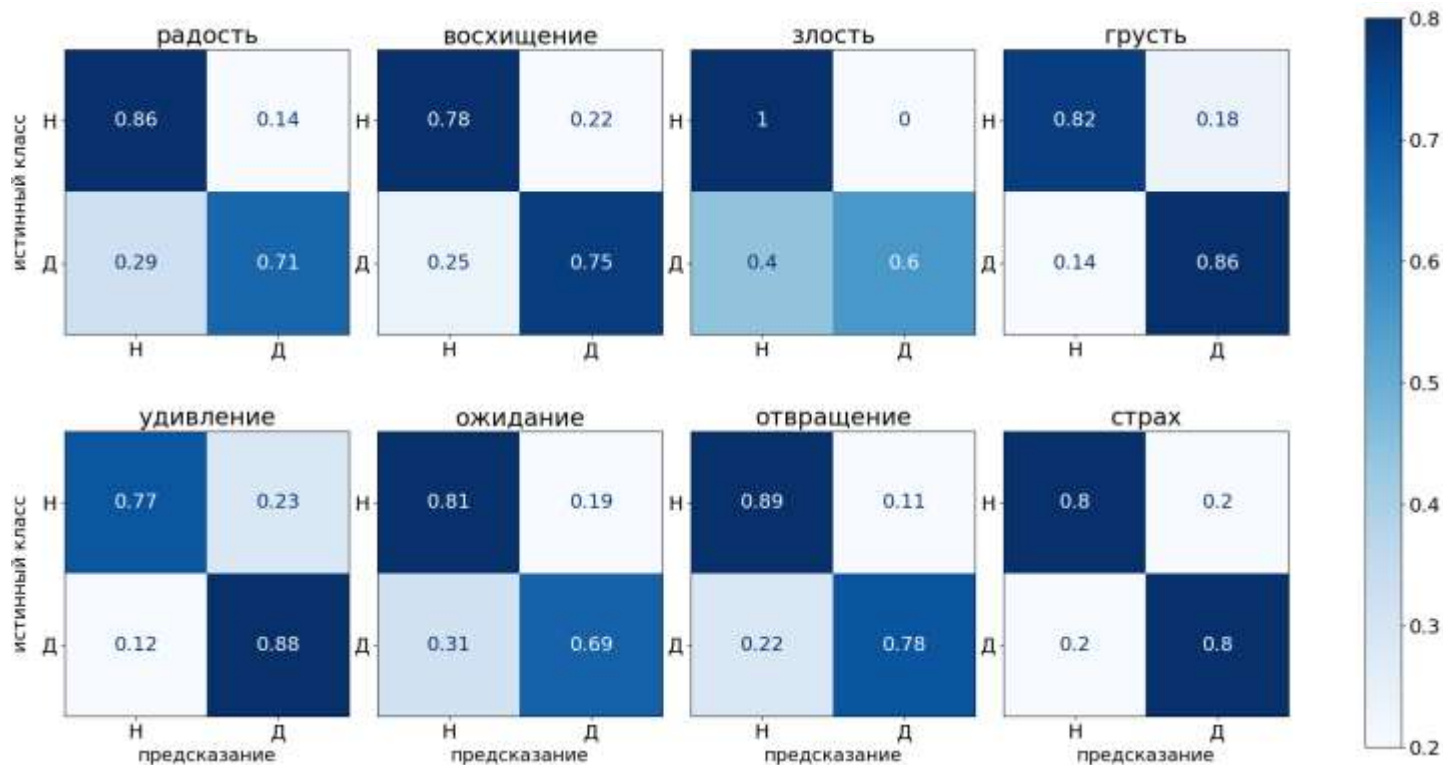 радость восхищение злость грусть 0.8
истинный класс
Н 0.86 0.14 Н 0.78 0.22 Н 1 0 Н 0.82 0.18
0.7
Д 0.29 0.71 Д 0.25 0.75 Д 0.4 0.6 Д 0.14 0.86
0.6
Н Д Н Д Н Д Н Д
0.5
удивление ожидание отвращение страх
истинный класс
Н 0.77 0.23 Н 0.81 0.19 Н 0.89 0.11 Н 0.8 0.2
0.4
0.3
Д 0.12 0.88 Д 0.31 0.69 Д 0.22 0.78 Д 0.2 0.8
Н Д Н Д Н Д Н Д
предсказание предсказание предсказание предсказание 0.2